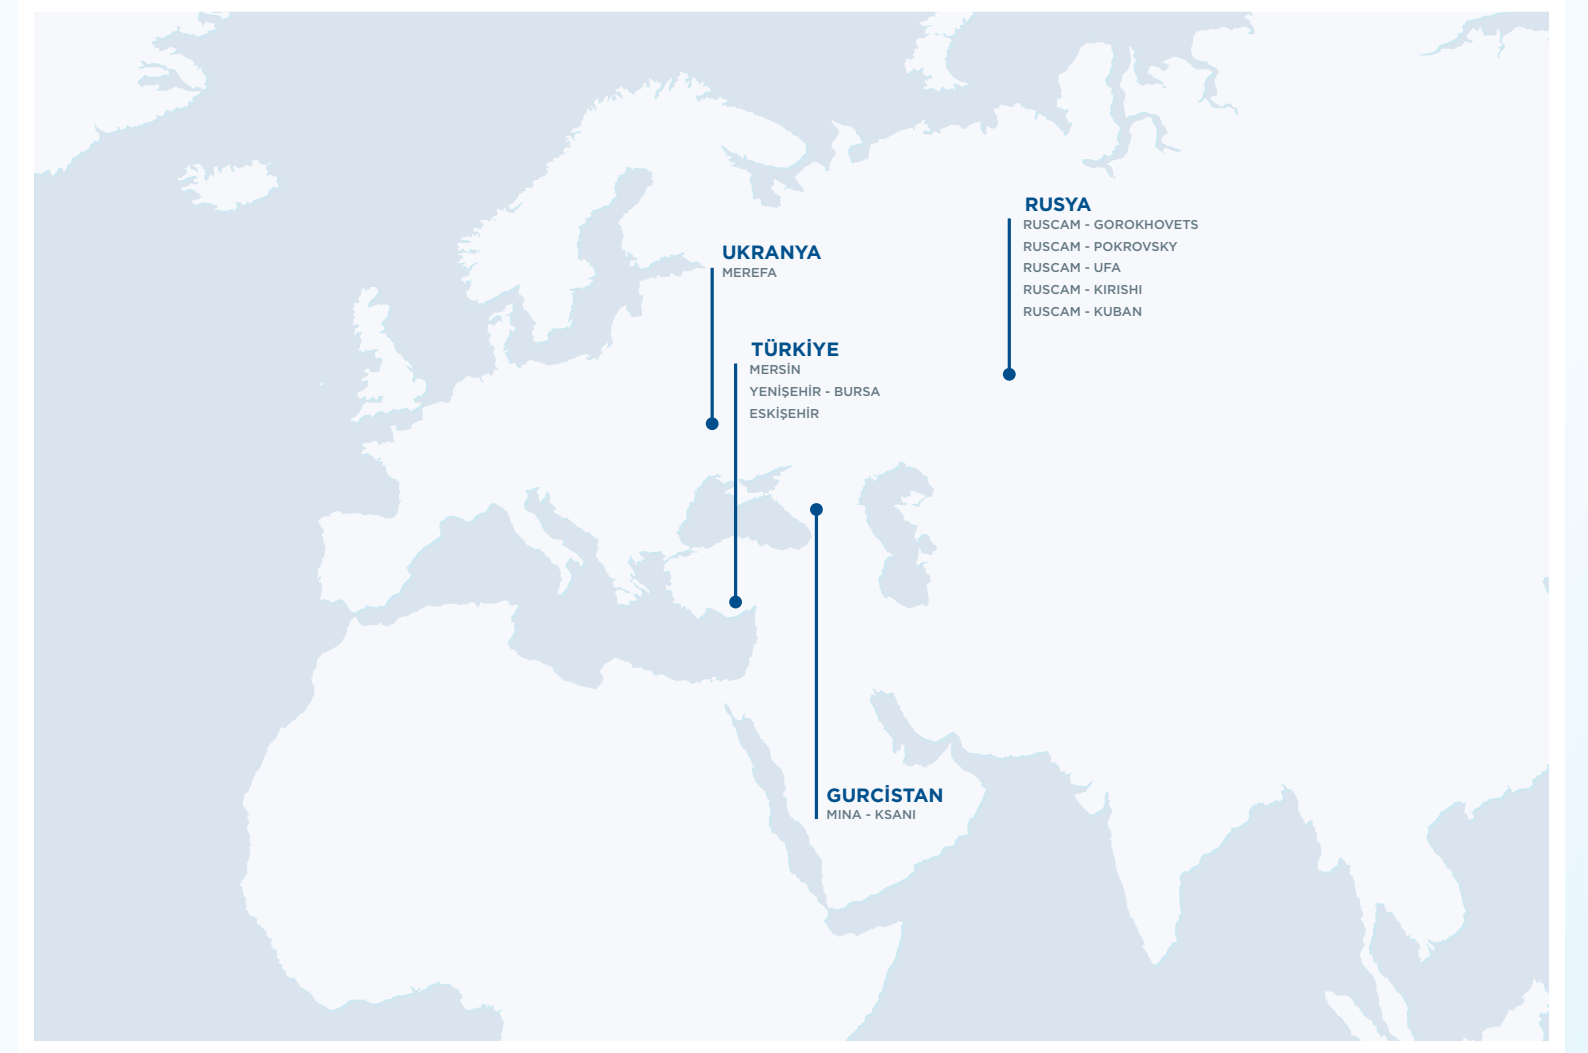 RUSYA
RUSCAM - GOROKHOVETS
RUSCAM - POKROVSKY
RUSCAM - UFA
RUSCAM - KIRISHI
RUSCAM - KUBAN
UKRANYA
MEREFA
TÜRKİYE
MERSİN
YENİŞEHİR - BURSA
ESKİŞEHİR
GURCİSTAN
MINA - KSANI